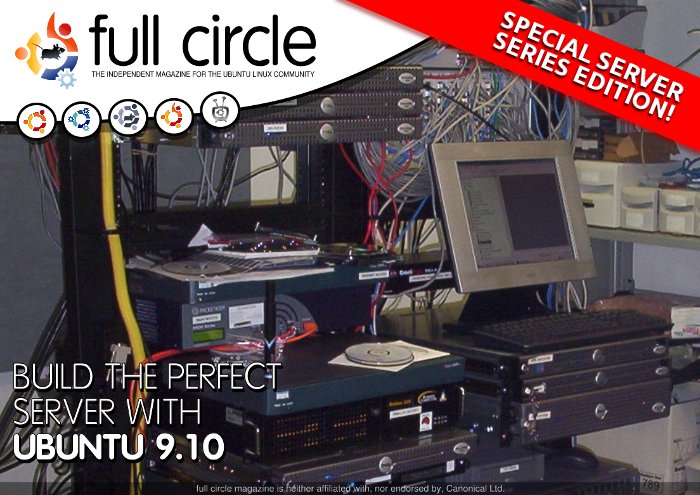 full circle
THE INDEPENDENT MAGAZINE FOR THE UBUNTU LINUX COMMUNITY
SPECIAL SERVER
SERIES EDITION!
BUILD THE PERFECT
SERVER WITH
UBUNTU 9.10
full circle magazine is neither affiliated with, nor endorsed by, Canonical Ltd.